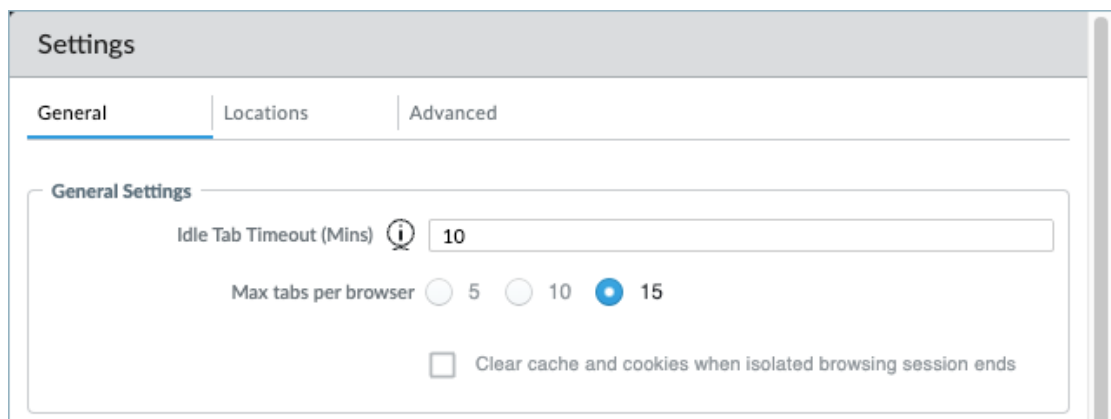 Settings
General Locations Advanced
General Settings
Idle Tab Timeout (Mins) 10
Max tabs per browser 5 10 15
Clear cache and cookies when isolated browsing session ends